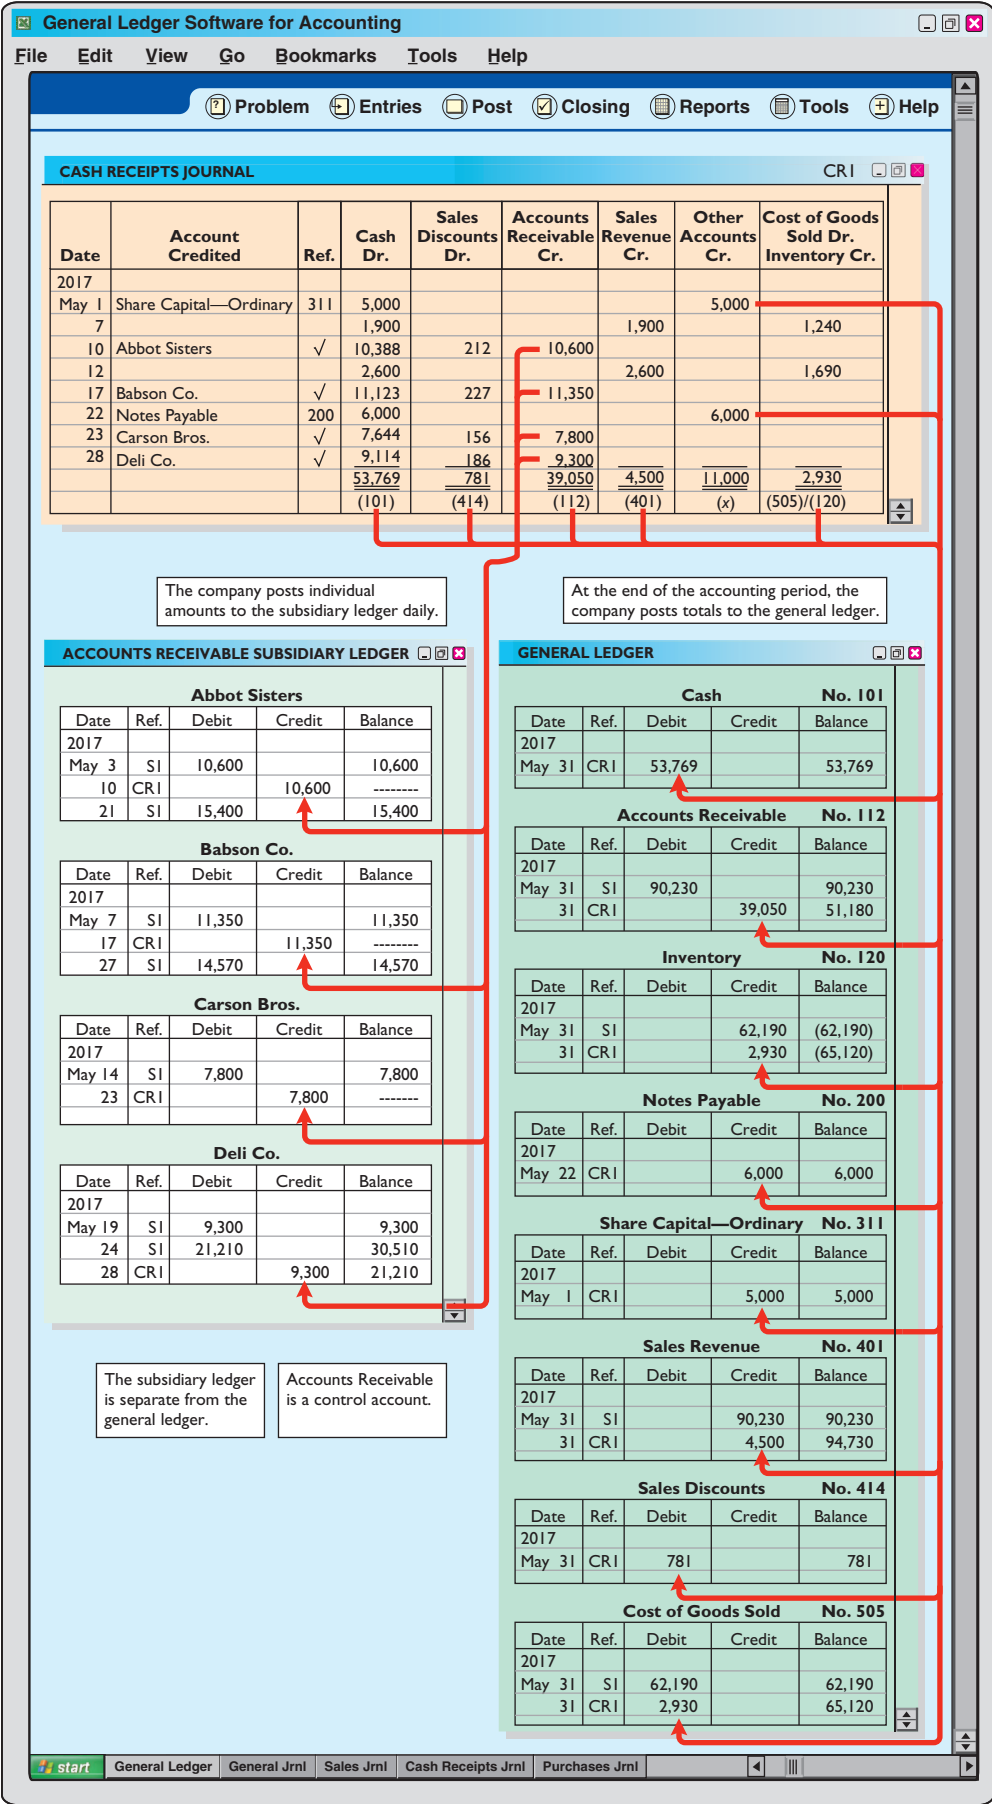 General Ledger Software for Accounting
File Edit View Go Bookmarks Tools Help
Problem Entries Post Closing Reports Tools Help
CASH RECEIPTS JOURNAL CR1
Date Account Credited Ref. Cash Dr. Sales Discounts Dr. Accounts Receivable Cr. Sales Revenue Cr. Other Accounts Cr. Cost of Goods Sold Dr. Inventory Cr.
2017
May 1 Share Capital—Ordinary 311 5,000 5,000
7 1,900 1,900 1,240
10 Abbot Sisters √ 10,388 212 10,600
12 2,600 2,600 1,690
17 Babson Co. √ 11,123 227 11,350
22 Notes Payable 200 6,000 6,000
23 Carson Bros. √ 7,644 156 7,800
28 Deli Co. √ 9,114 186 9,300
53,769 781 39,050 4,500 11,000 2,930
(101) (414) (112) (401) (x) (505)/(120)
The company posts individual
amounts to the subsidiary ledger daily.
At the end of the accounting period, the
company posts totals to the general ledger.
ACCOUNTS RECEIVABLE SUBSIDIARY LEDGER
Abbot Sisters
Date Ref. Debit Credit Balance
2017
May 3 S1 10,600 10,600
10 CR1 10,600 --------
21 S1 15,400 15,400
Babson Co.
Date Ref. Debit Credit Balance
2017
May 7 S1 11,350 11,350
17 CR1 11,350 --------
27 S1 14,570 14,570
Carson Bros.
Date Ref. Debit Credit Balance
2017
May 14 S1 7,800 7,800
23 CR1 7,800 -------
Deli Co.
Date Ref. Debit Credit Balance
2017
May 19 S1 9,300 9,300
24 S1 21,210 30,510
28 CR1 9,300 21,210
The subsidiary ledger
is separate from the
general ledger.
Accounts Receivable
is a control account.
GENERAL LEDGER
Cash No. 101
Date Ref. Debit Credit Balance
2017
May 31 CR1 53,769 53,769
Accounts Receivable No. 112
Date Ref. Debit Credit Balance
2017
May 31 S1 90,230 90,230
31 CR1 39,050 51,180
Inventory No. 120
Date Ref. Debit Credit Balance
2017
May 31 S1 62,190 (62,190)
31 CR1 2,930 (65,120)
Notes Payable No. 200
Date Ref. Debit Credit Balance
2017
May 22 CR1 6,000 6,000
Share Capital—Ordinary No. 311
Date Ref. Debit Credit Balance
2017
May 1 CR1 5,000 5,000
Sales Revenue No. 401
Date Ref. Debit Credit Balance
2017
May 31 S1 90,230 90,230
31 CR1 4,500 94,730
Sales Discounts No. 414
Date Ref. Debit Credit Balance
2017
May 31 CR1 781 781
Cost of Goods Sold No. 505
Date Ref. Debit Credit Balance
2017
May 31 S1 62,190 62,190
31 CR1 2,930 65,120
start General Ledger General Jrnl Sales Jrnl Cash Receipts Jrnl Purchases Jrnl